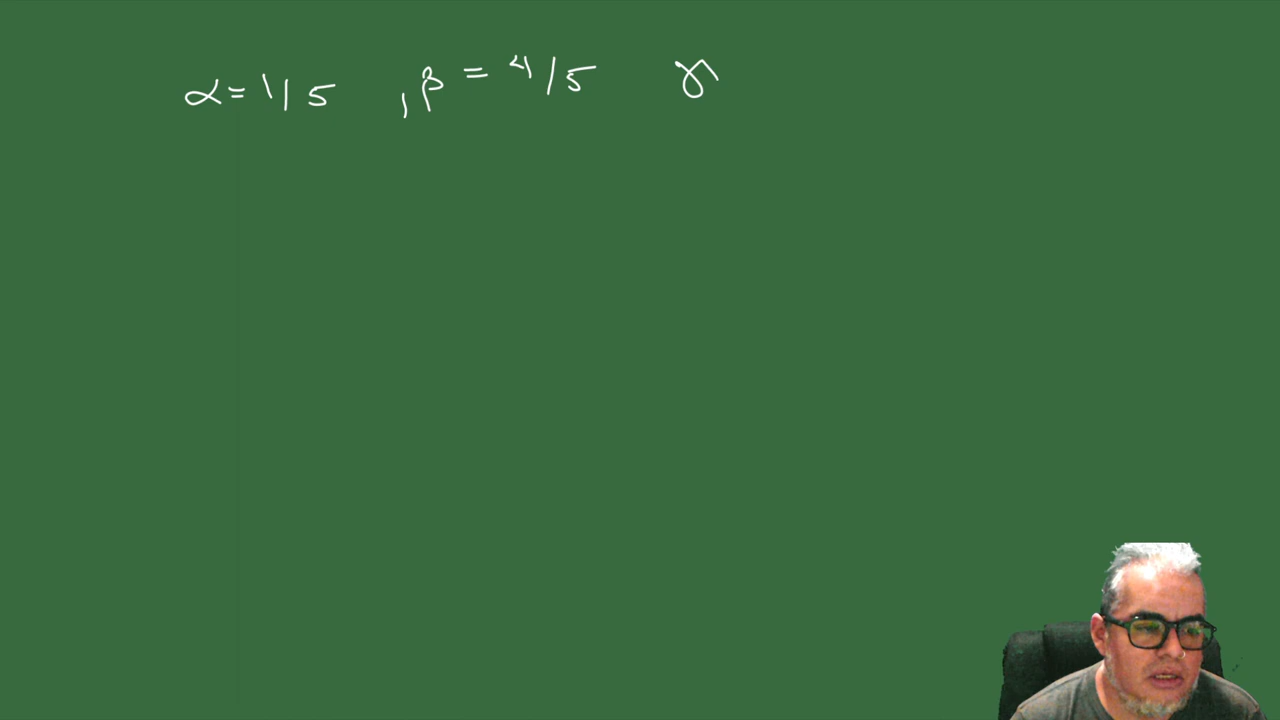 α = 1/5 , β = 4/5 γ